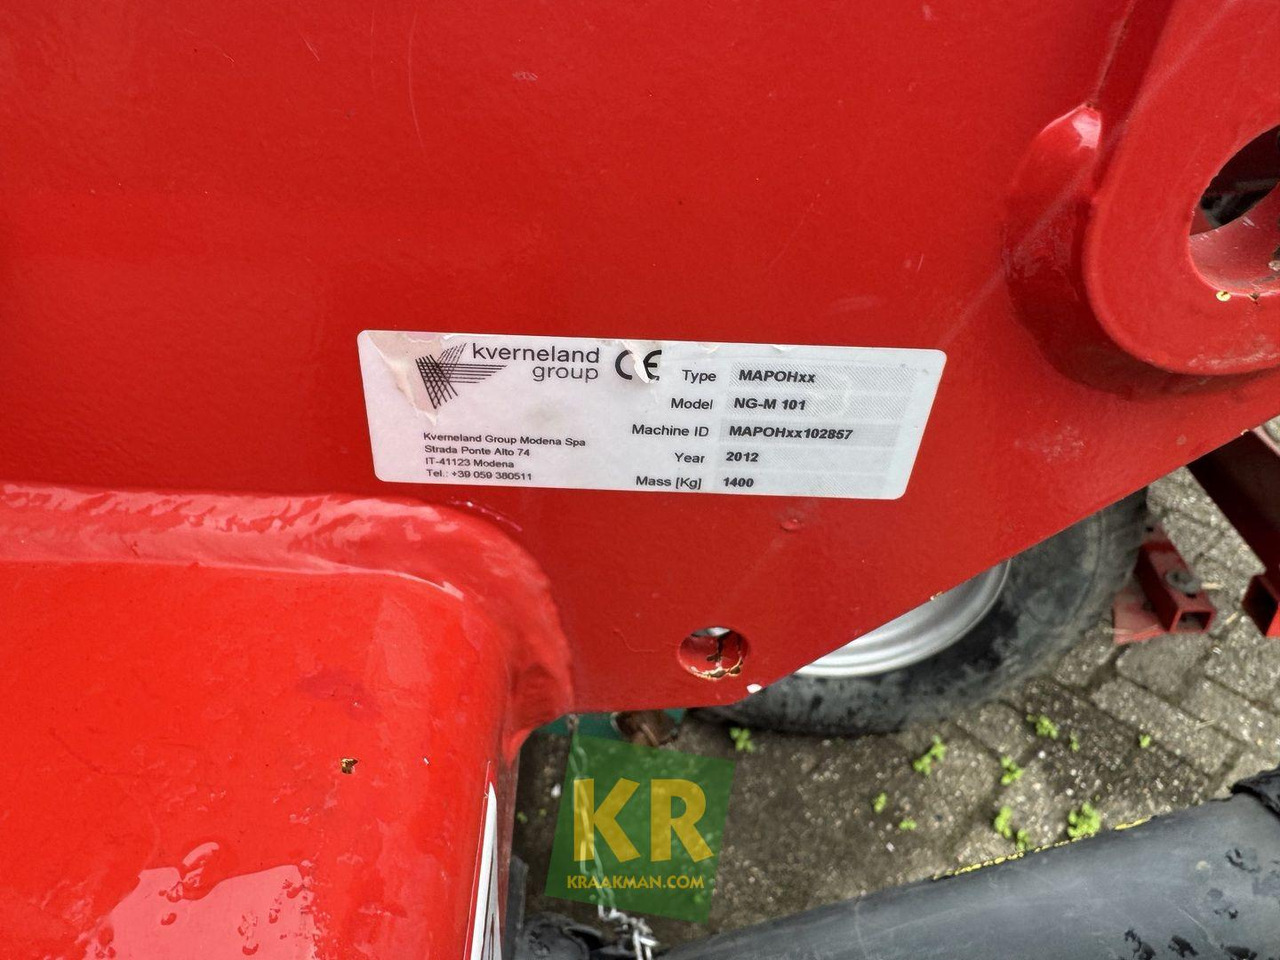 kverneland
group
CE
Kverneland Group Modena Spa
Strada Ponte Alto 74
IT-41123 Modena
Tel.: +39 059 380511
Type MAPOHxx
Model NG-M 101
Machine ID MAPOHxx102857
Year 2012
Mass [Kg] 1400
KR
KRAAKMAN.COM